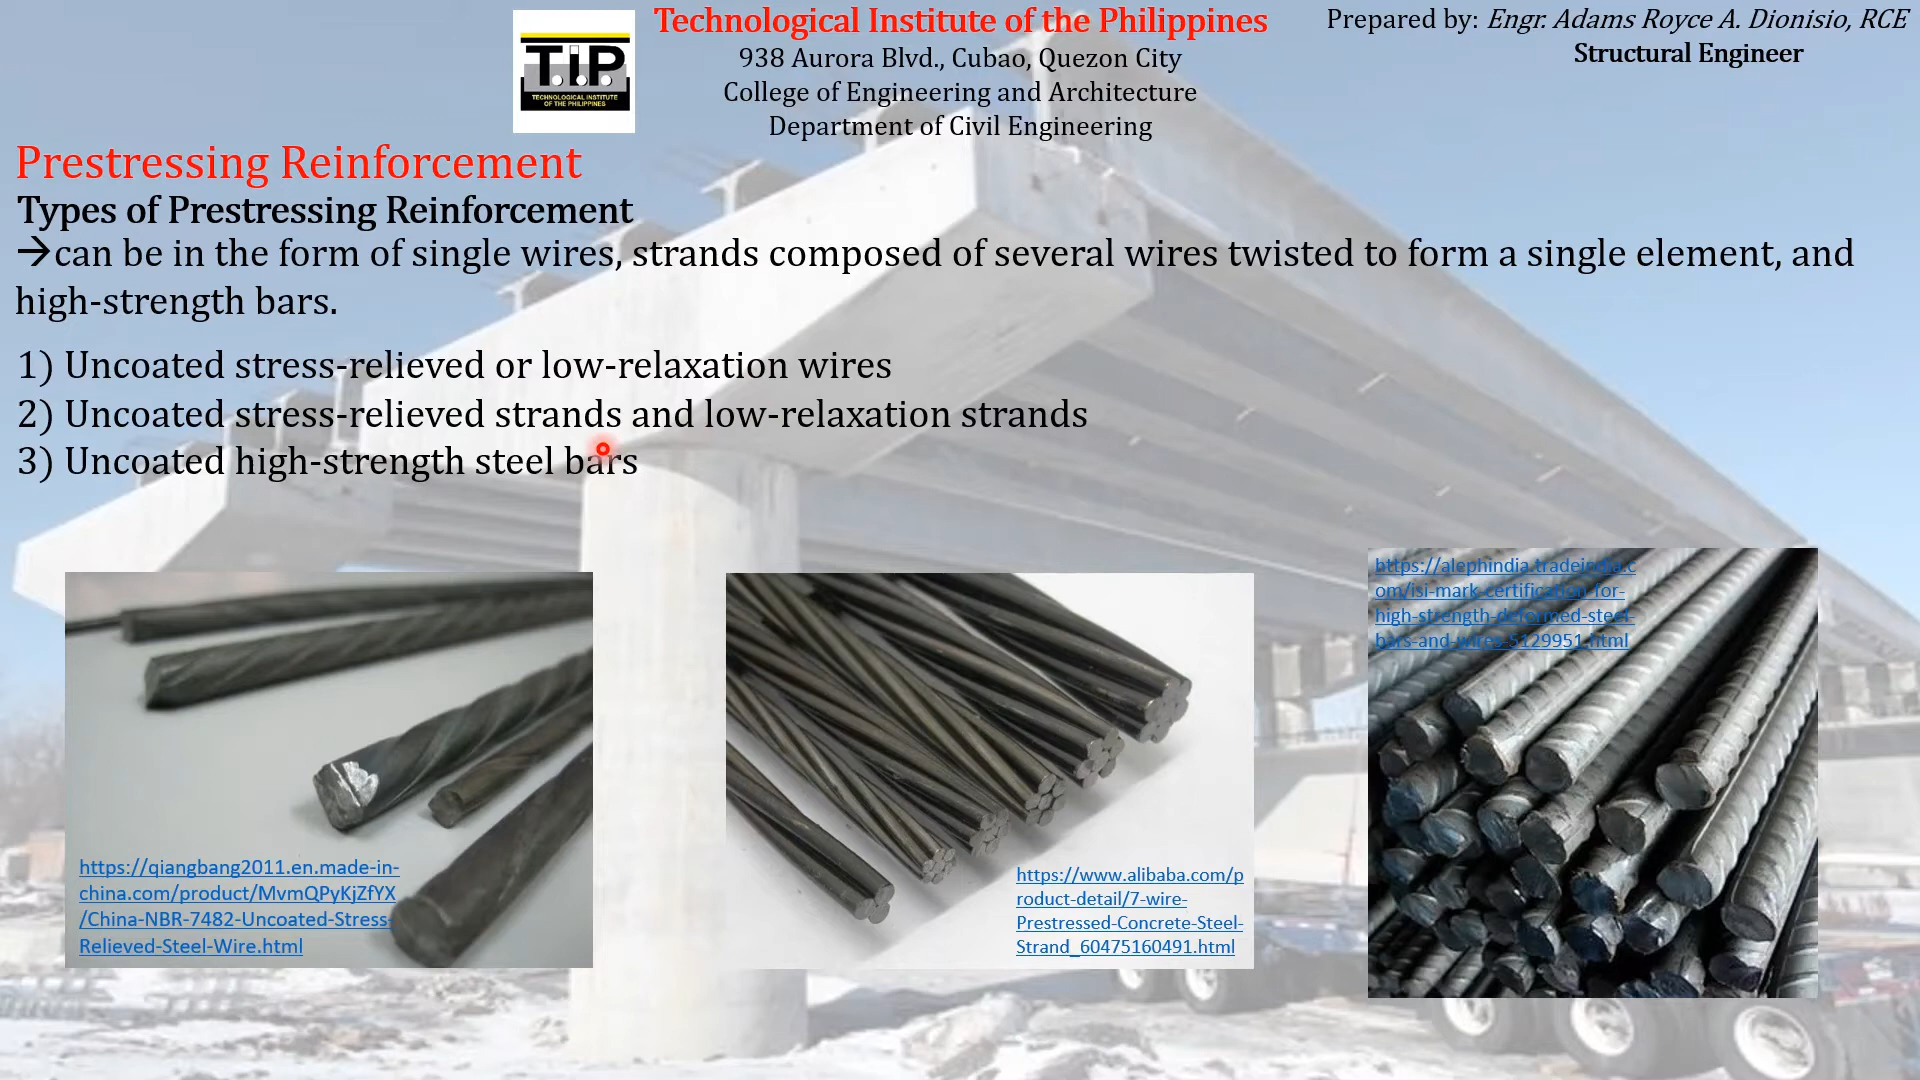 T.I.P
TECHNOLOGICAL INSTITUTE
OF THE PHILIPPINES
Technological Institute of the Philippines
938 Aurora Blvd., Cubao, Quezon City
College of Engineering and Architecture
Department of Civil Engineering
Prepared by: Engr. Adams Royce A. Dionisio, RCE
Structural Engineer
Prestressing Reinforcement
Types of Prestressing Reinforcement
→can be in the form of single wires, strands composed of several wires twisted to form a single element, and
high-strength bars.
1) Uncoated stress-relieved or low-relaxation wires
2) Uncoated stress-relieved strands and low-relaxation strands
3) Uncoated high-strength steel bars
https://qiangbang2011.en.made-in-
china.com/product/MvmQPyKjZfYX
/China-NBR-7482-Uncoated-Stress-
Relieved-Steel-Wire.html
https://www.alibaba.com/p
roduct-detail/7-wire-
Prestressed-Concrete-Steel-
Strand_60475160491.html
https://alephindia.tradeindia.c
om/isi-mark-certification-for-
high-strength-deformed-steel-
bars-and-wires-5129951.html